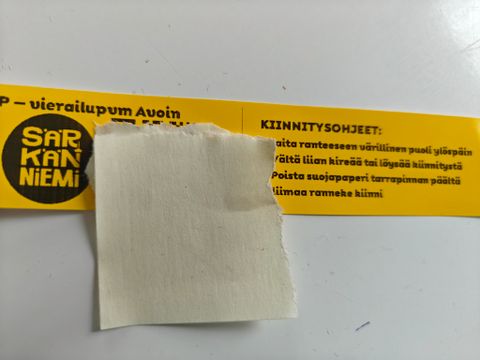 P – vierailupvm Avoin
SÄR
KÄN
NIEMI
KIINNITYSOHJEET:
aita ranteeseen värillinen puoli ylöspäin
Vältä liian kireää tai löysää kiinnitystä
Poista suojapaperi tarrapinnan päältä
liimaa ranneke kiinni